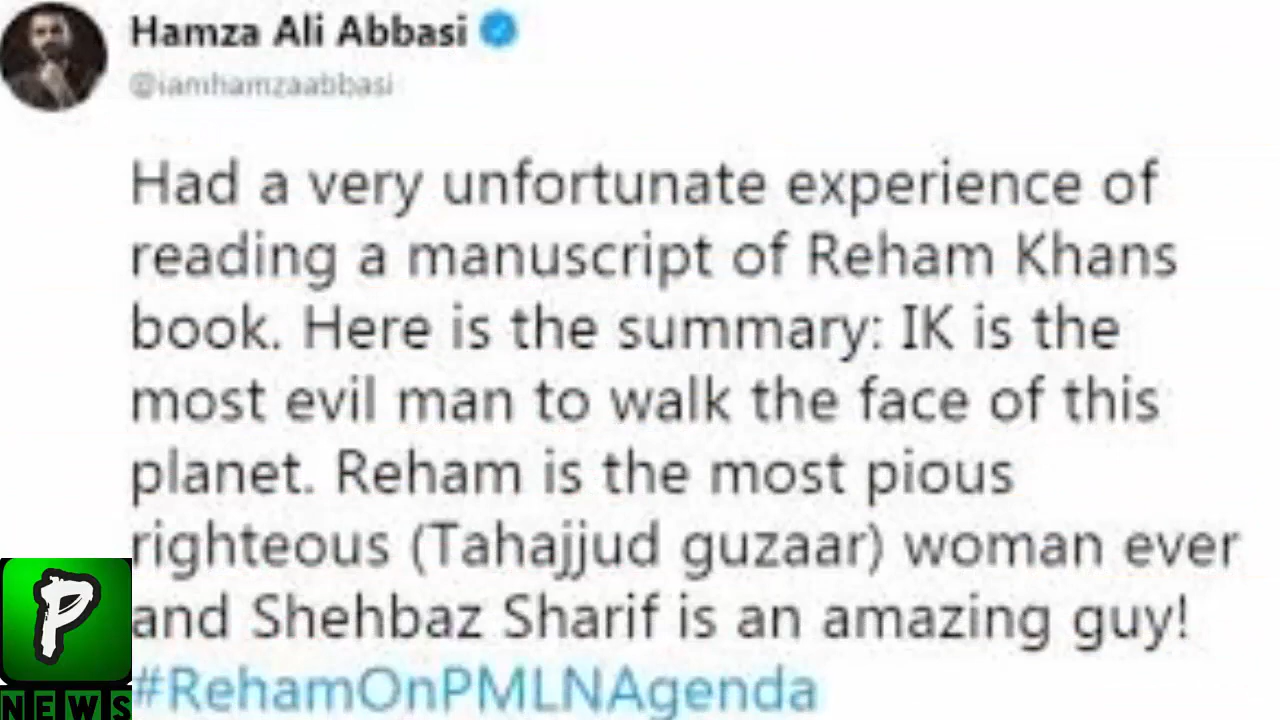 Hamza Ali Abbasi
@iamhamzaabbasi
Had a very unfortunate experience of
reading a manuscript of Reham Khans
book. Here is the summary: IK is the
most evil man to walk the face of this
planet. Reham is the most pious
righteous (Tahajjud guzaar) woman ever
and Shehbaz Sharif is an amazing guy!
#RehamOnPMLNAgenda
P
NEWS